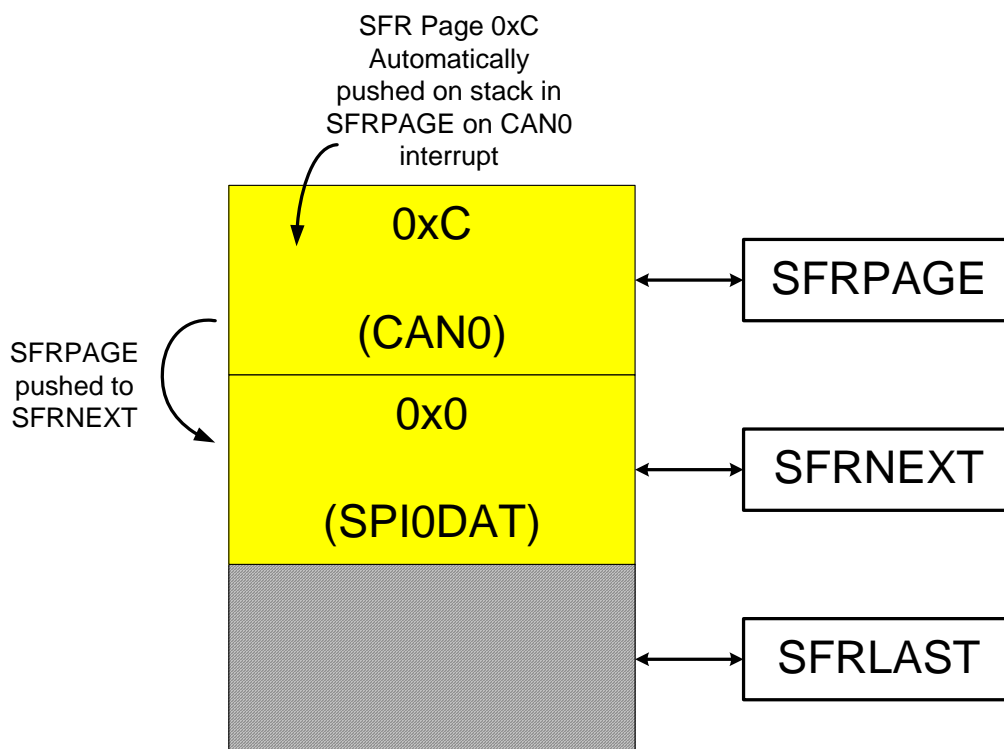 SFR Page 0xC
Automatically
pushed on stack in
SFRPAGE on CAN0
interrupt
0xC
(CAN0)
SFRPAGE
SFRPAGE
pushed to
SFRNEXT
0x0
(SPI0DAT)
SFRNEXT
SFRLAST